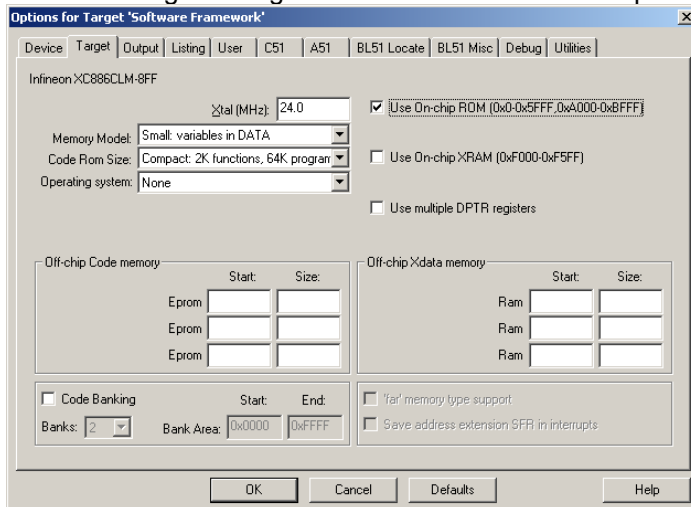 Options for Target 'Software Framework'
Device Target Output Listing User C51 A51 BL51 Locate BL51 Misc Debug Utilities
Infineon XC886CLM-8FF
Xtal (MHz): 24.0
Use On-chip ROM (0x0-0x5FFF,0xA000-0xBFFF)
Memory Model: Small: variables in DATA
Code Rom Size: Compact: 2K functions, 64K program
Use On-chip XRAM (0xF000-0xF5FF)
Operating system: None
Use multiple DPTR registers
Off-chip Code memory
Start: Size:
Eprom
Eprom
Eprom
Off-chip Xdata memory
Start: Size:
Ram
Ram
Ram
Code Banking Start: End:
Banks: 2 Bank Area: 0x0000 0xFFFF
'far' memory type support
Save address extension SFR in interrupts
OK Cancel Defaults Help